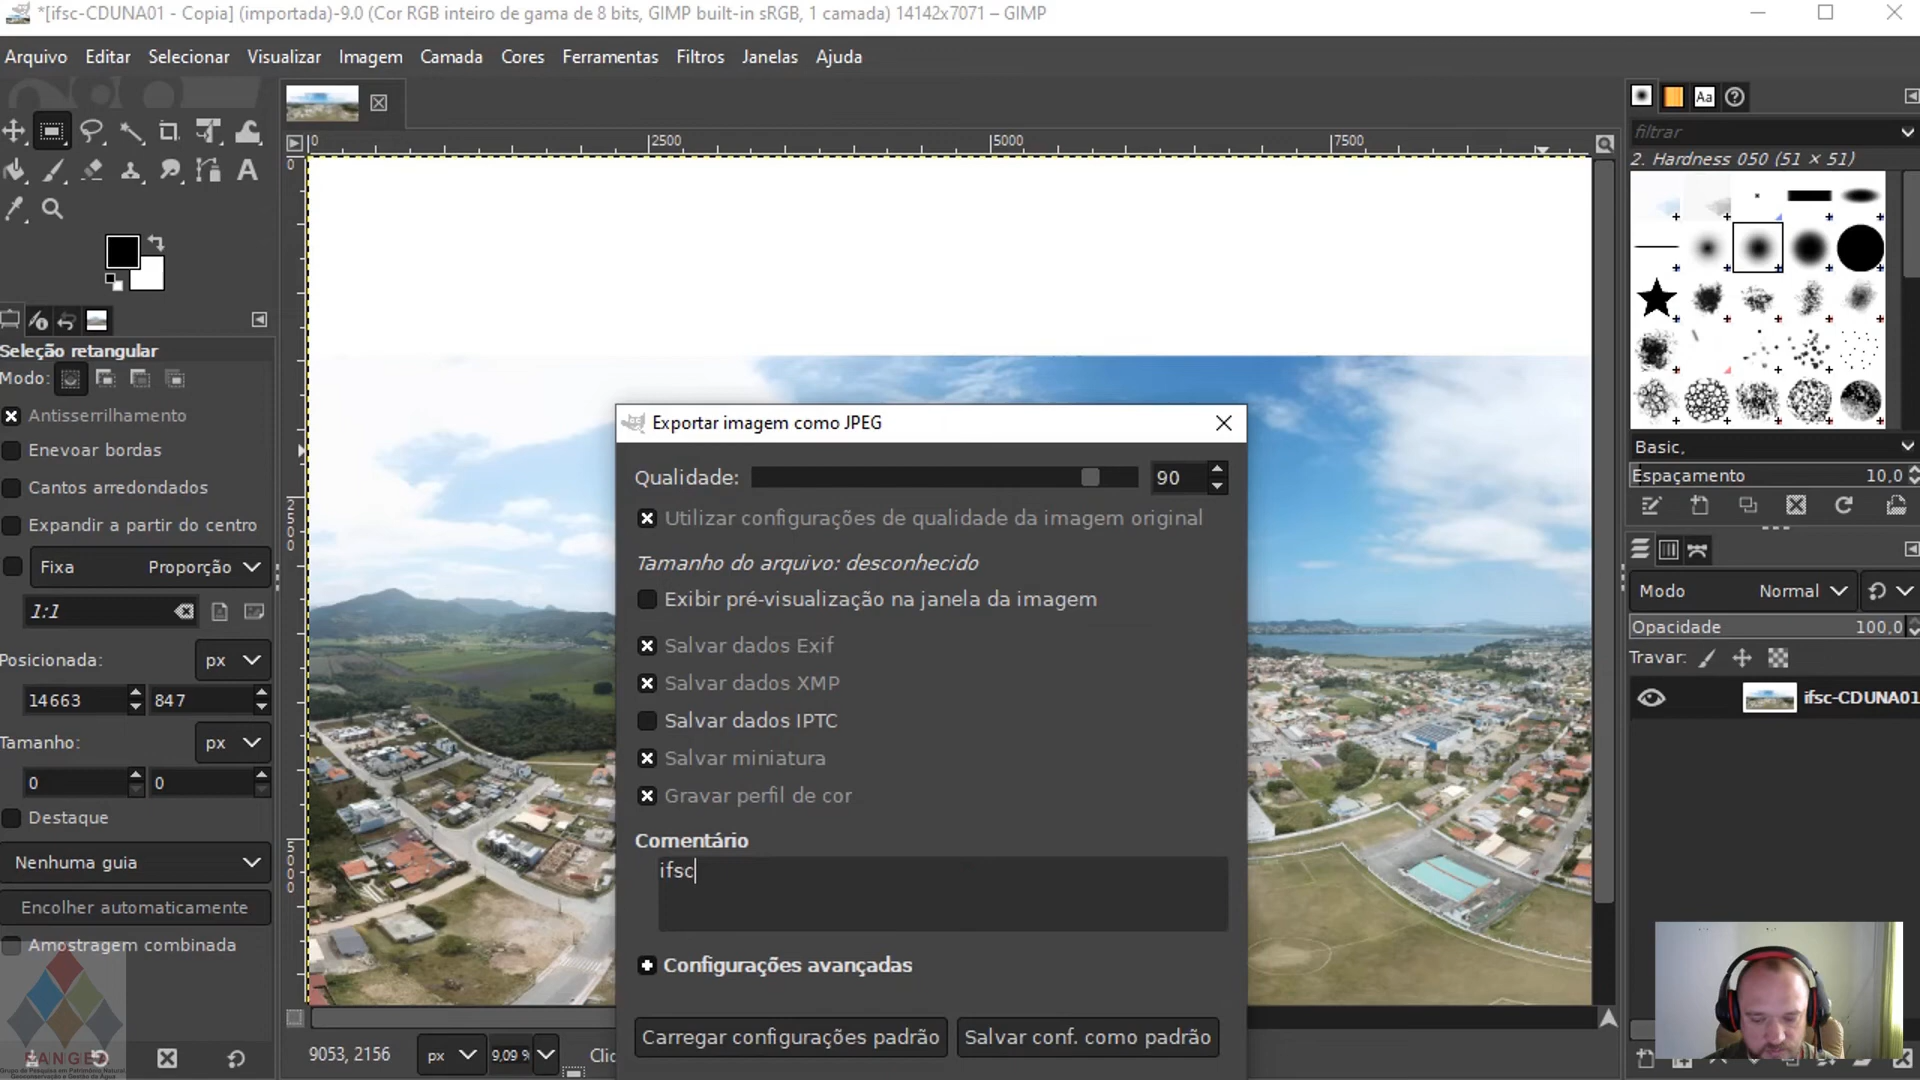 *[ifsc-CDUNA01 - Copia] (importada)-9.0 (Cor RGB inteiro de gama de 8 bits, GIMP built-in sRGB, 1 camada) 14142x7071 – GIMP
Arquivo Editar Selecionar Visualizar Imagem Camada Cores Ferramentas Filtros Janelas Ajuda
0 2500 5000 7500
filtrar
2. Hardness 050 (51 × 51)
0
2500
5000
Seleção retangular
Modo:
Antisserrilhamento
Enevoar bordas
Cantos arredondados
Expandir a partir do centro
Fixa Proporção
1:1
Posicionada: px
14663 847
Tamanho: px
0 0
Destaque
Nenhuma guia
Encolher automaticamente
Amostragem combinada
Exportar imagem como JPEG
Qualidade: 90
Utilizar configurações de qualidade da imagem original
Tamanho do arquivo: desconhecido
Exibir pré-visualização na janela da imagem
Salvar dados Exif
Salvar dados XMP
Salvar dados IPTC
Salvar miniatura
Gravar perfil de cor
Comentário
ifsc
Configurações avançadas
Carregar configurações padrão Salvar conf. como padrão
Basic,
Espaçamento 10,0
Modo Normal
Opacidade 100,0
Travar:
ifsc-CDUNA01
9053, 2156 px 9,09 % Clic